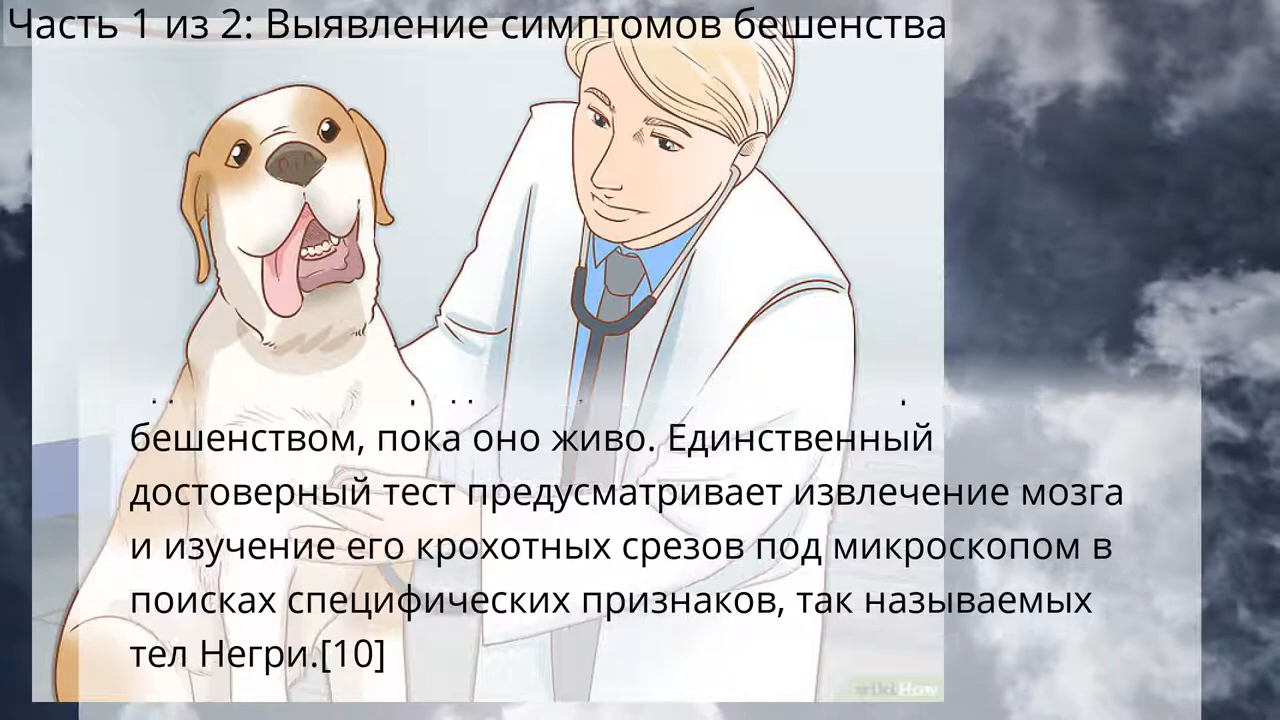 Часть 1 из 2: Выявление симптомов бешенства
бешенством, пока оно живо. Единственный
достоверный тест предусматривает извлечение мозга
и изучение его крохотных срезов под микроскопом в
поисках специфических признаков, так называемых
тел Негри.[10]
wikiHow